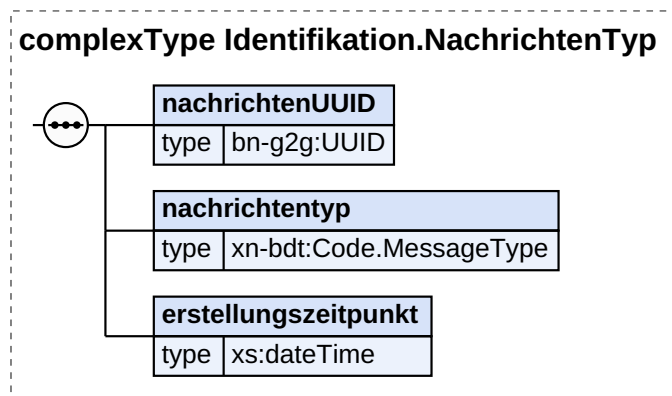 complexType Identifikation.NachrichtenTyp
nachrichtenUUID
type bn-g2g:UUID
nachrichtentyp
type xn-bdt:Code.MessageType
erstellungszeitpunkt
type xs:dateTime